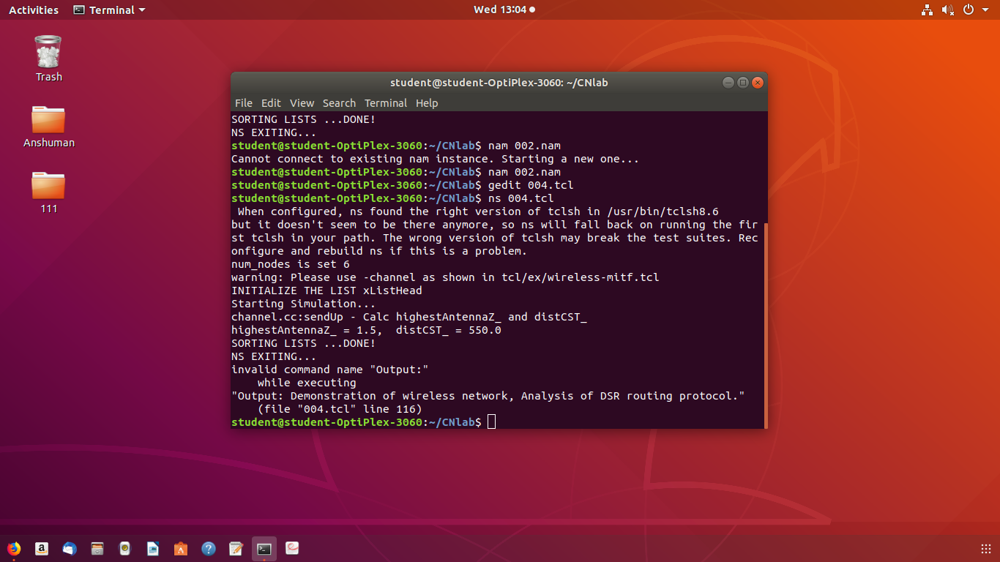 Activities
Terminal
Wed 13:04
Trash
Anshuman
111
student@student-OptiPlex-3060: ~/CNlab
File Edit View Search Terminal Help
SORTING LISTS ...DONE!
NS EXITING...
student@student-OptiPlex-3060:~/CNlab$ nam 002.nam
Cannot connect to existing nam instance. Starting a new one...
student@student-OptiPlex-3060:~/CNlab$ nam 002.nam
student@student-OptiPlex-3060:~/CNlab$ gedit 004.tcl
student@student-OptiPlex-3060:~/CNlab$ ns 004.tcl
 When configured, ns found the right version of tclsh in /usr/bin/tclsh8.6
but it doesn't seem to be there anymore, so ns will fall back on running the fir
st tclsh in your path. The wrong version of tclsh may break the test suites. Rec
onfigure and rebuild ns if this is a problem.
num_nodes is set 6
warning: Please use -channel as shown in tcl/ex/wireless-mitf.tcl
INITIALIZE THE LIST xListHead
Starting Simulation...
channel.cc:sendUp - Calc highestAntennaZ_ and distCST_
highestAntennaZ_ = 1.5,  distCST_ = 550.0
SORTING LISTS ...DONE!
NS EXITING...
invalid command name "Output:"
    while executing
"Output: Demonstration of wireless network, Analysis of DSR routing protocol."
    (file "004.tcl" line 116)
student@student-OptiPlex-3060:~/CNlab$